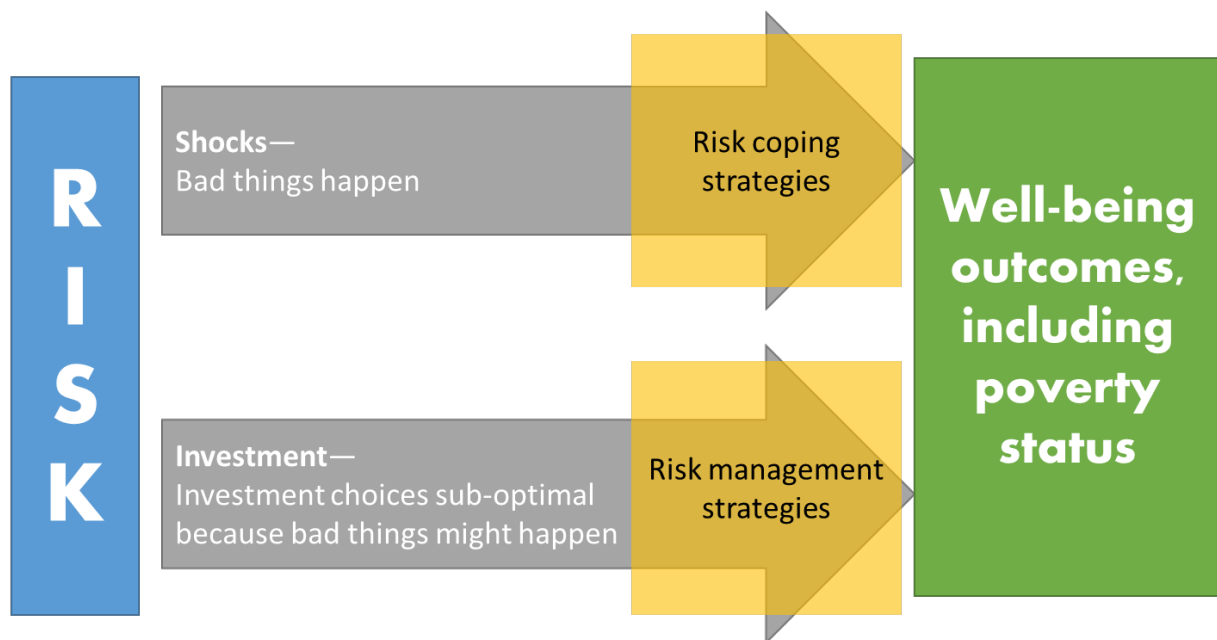 RISK
Shocks—
Bad things happen
Risk coping
strategies
Investment—
Investment choices sub-optimal
because bad things might happen
Risk management
strategies
Well-being
outcomes,
including
poverty
status